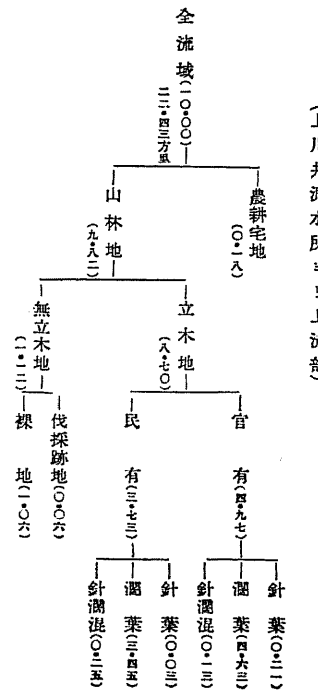 全流域(一〇・〇〇)
二二・四三方里
農耕宅地(〇・一八)
山林地(九・八二)
立木地(八・七〇)
無立木地(一・一二)
官有(四・九七)
民有(三・七三)
伐採跡地(〇・〇六)
裸地(一・〇六)
針葉(〇・二一)
濶葉(四・六三)
針濶混(〇・一三)
針葉(〇・〇三)
濶葉(三・四五)
針濶混(〇・二五)